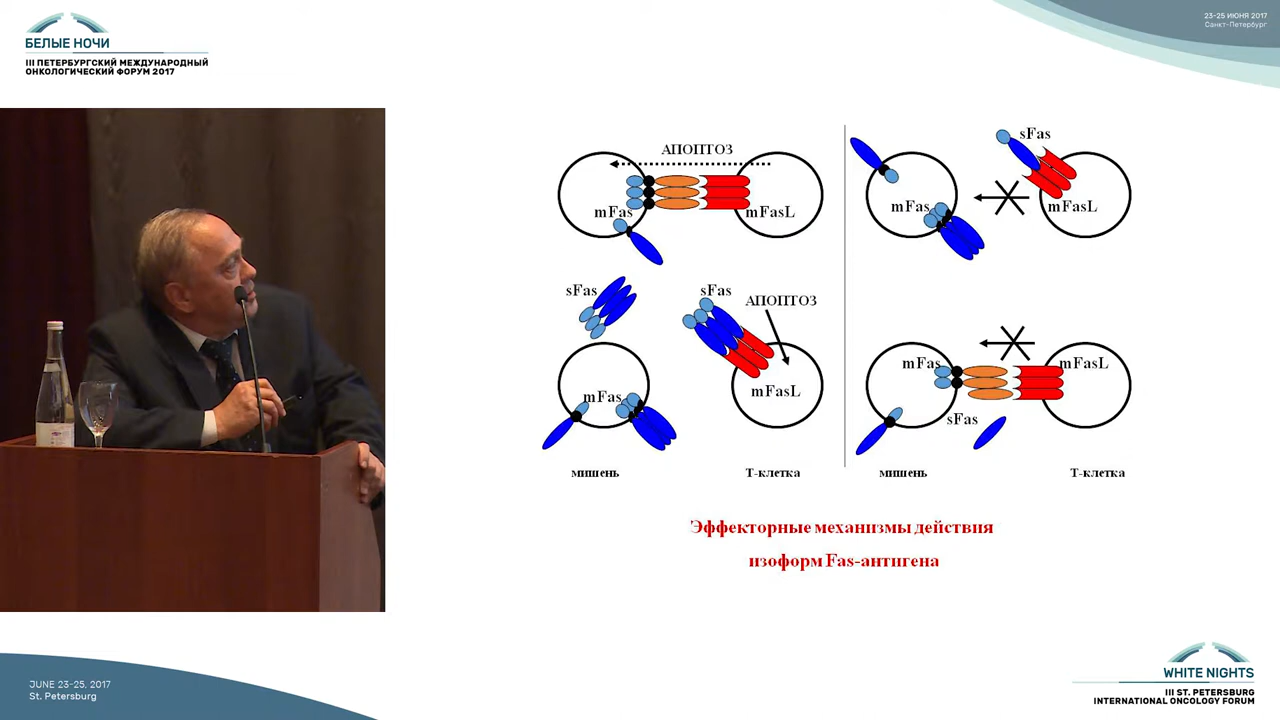 БЕЛЫЕ НОЧИ
III ПЕТЕРБУРГСКИЙ МЕЖДУНАРОДНЫЙ
ОНКОЛОГИЧЕСКИЙ ФОРУМ 2017
23-25 ИЮНЯ 2017
Санкт-Петербург
АПОПТОЗ
mFas
mFasL
sFas
mFas
mFasL
sFas
sFas
АПОПТОЗ
mFas
mFasL
mFas
mFasL
sFas
мишень
Т-клетка
мишень
Т-клетка
Эффекторные механизмы действия
изоформ Fas-антигена
JUNE 23-25, 2017
St. Petersburg
WHITE NIGHTS
III ST. PETERSBURG
INTERNATIONAL ONCOLOGY FORUM